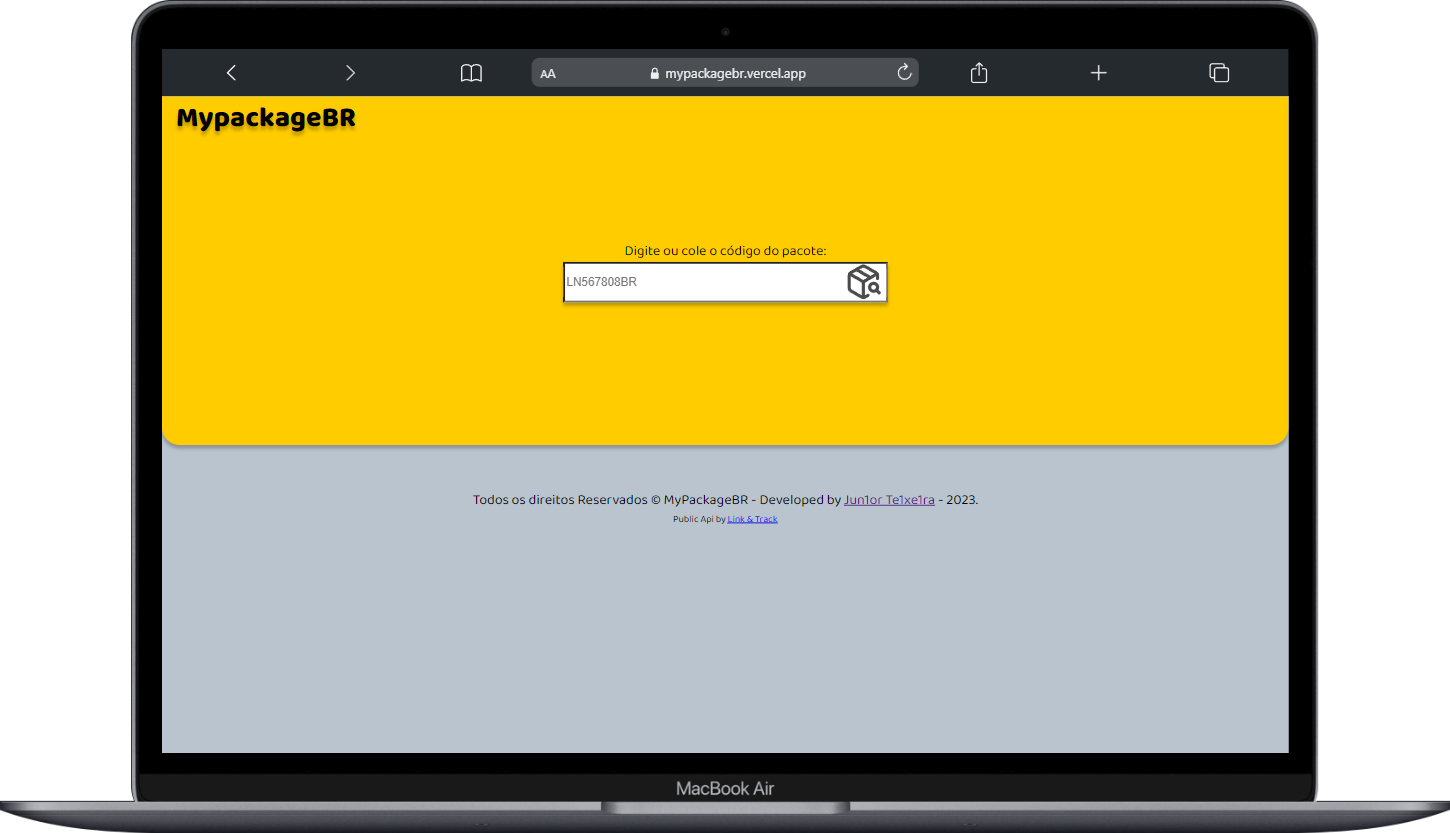 AA
mypackagebr.vercel.app
MypackageBR
Digite ou cole o código do pacote:
LN567808BR
Todos os direitos Reservados © MyPackageBR - Developed by Jun1or Te1xe1ra - 2023.
Public Api by Link & Track
MacBook Air